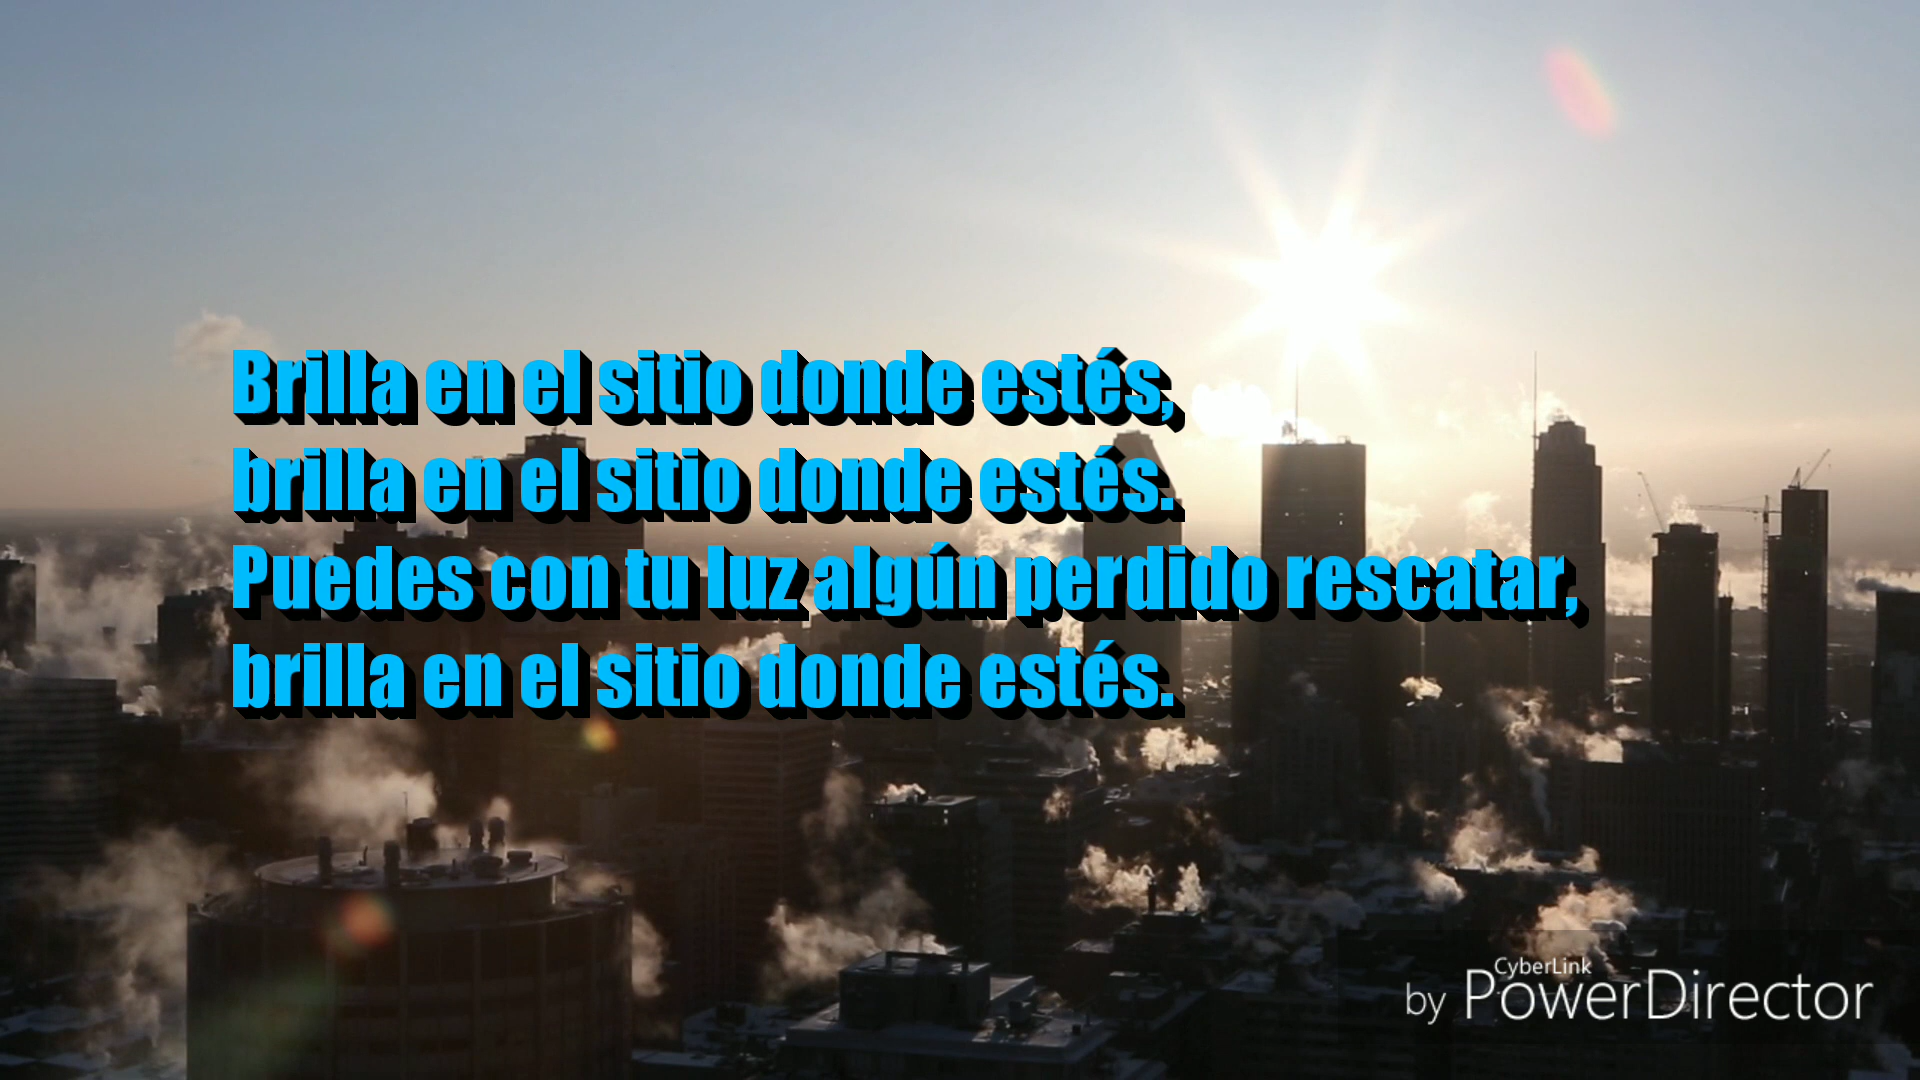 Brilla en el sitio donde estés,
brilla en el sitio donde estés.
Puedes con tu luz algún perdido rescatar,
brilla en el sitio donde estés.
CyberLink
by PowerDirector